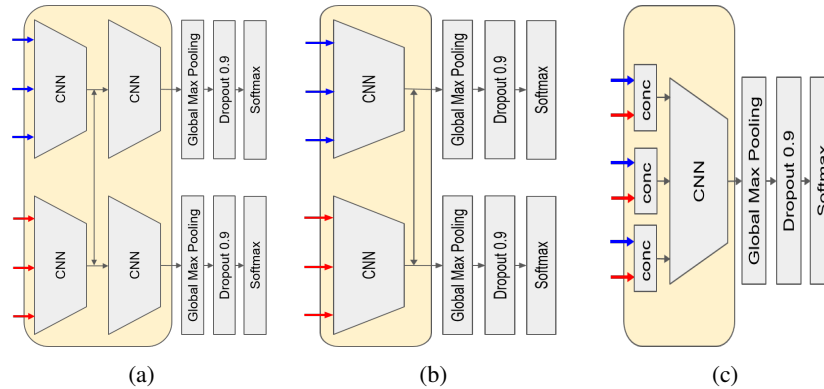 CNN
CNN
Global Max Pooling
Dropout 0.9
Softmax
CNN
CNN
Global Max Pooling
Dropout 0.9
Softmax
(a)
CNN
Global Max Pooling
Dropout 0.9
Softmax
CNN
Global Max Pooling
Dropout 0.9
Softmax
(b)
conc
conc
conc
CNN
Global Max Pooling
Dropout 0.9
Softmax
(c)